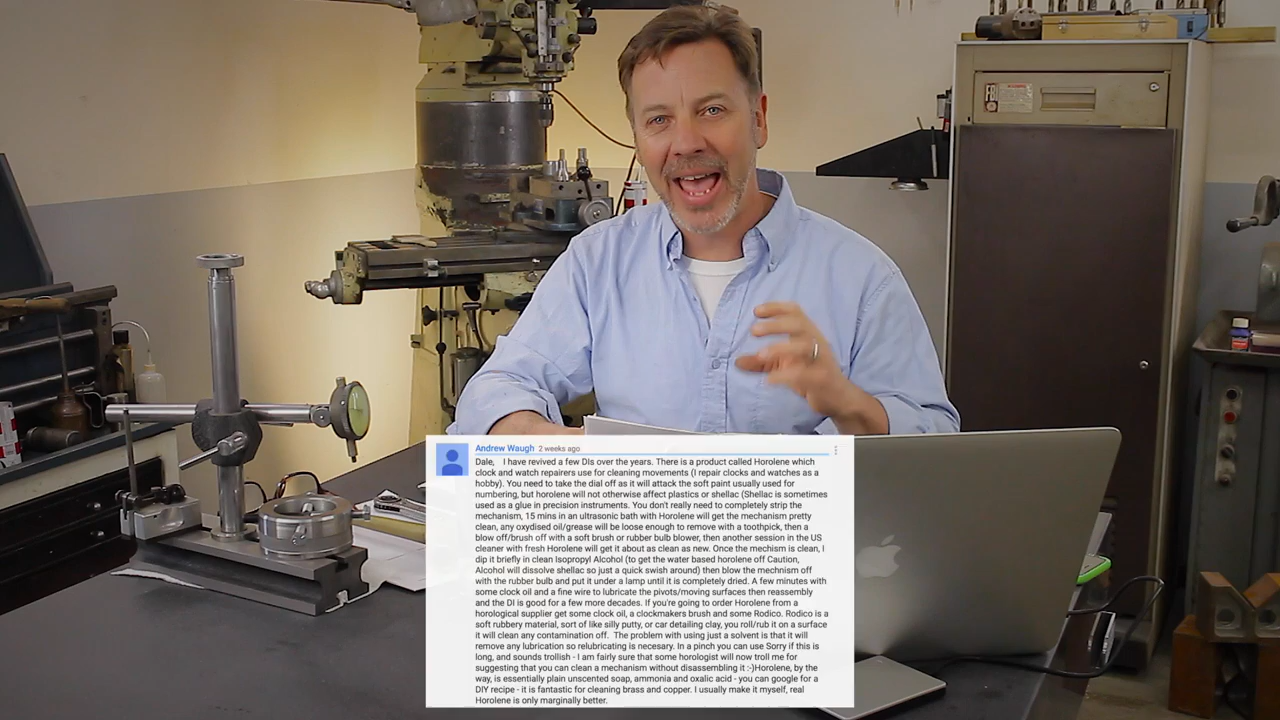 Andrew Waugh 2 weeks ago
Dale, I have revived a few DIs over the years. There is a product called Horolene which
clock and watch repairers use for cleaning movements (I repair clocks and watches as a
hobby). You need to take the dial off as it will attack the soft paint usually used for
numbering, but horolene will not otherwise affect plastics or shellac (Shellac is sometimes
used as a glue in precision instruments. You don't really need to completely strip the
mechanism, 15 mins in an ultrasonic bath with Horolene will get the mechanism pretty
clean, any oxydised oil/grease will be loose enough to remove with a toothpick, then a
blow off/brush off with a soft brush or rubber bulb blower, then another session in the US
cleaner with fresh Horolene will get it about as clean as new. Once the mechism is clean, I
dip it briefly in clean Isopropyl Alcohol (to get the water based horolene off Caution,
Alcohol will dissolve shellac so just a quick swish around) then blow the mechnism off
with the rubber bulb and put it under a lamp until it is completely dried. A few minutes with
some clock oil and a fine wire to lubricate the pivots/moving surfaces then reassembly
and the DI is good for a few more decades. If you're going to order Horolene from a
horological supplier get some clock oil, a clockmakers brush and some Rodico. Rodico is a
soft rubbery material, sort of like silly putty, or car detailing clay, you roll/rub it on a surface
it will clean any contamination off. The problem with using just a solvent is that it will
remove any lubrication so relubricating is necesary. In a pinch you can use Sorry if this is
long, and sounds trollish - I am fairly sure that some horologist will now troll me for
suggesting that you can clean a mechanism without disassembling it :-)Horolene, by the
way, is essentially plain unscented soap, ammonia and oxalic acid - you can google for a
DIY recipe - it is fantastic for cleaning brass and copper. I usually make it myself, real
Horolene is only marginally better.